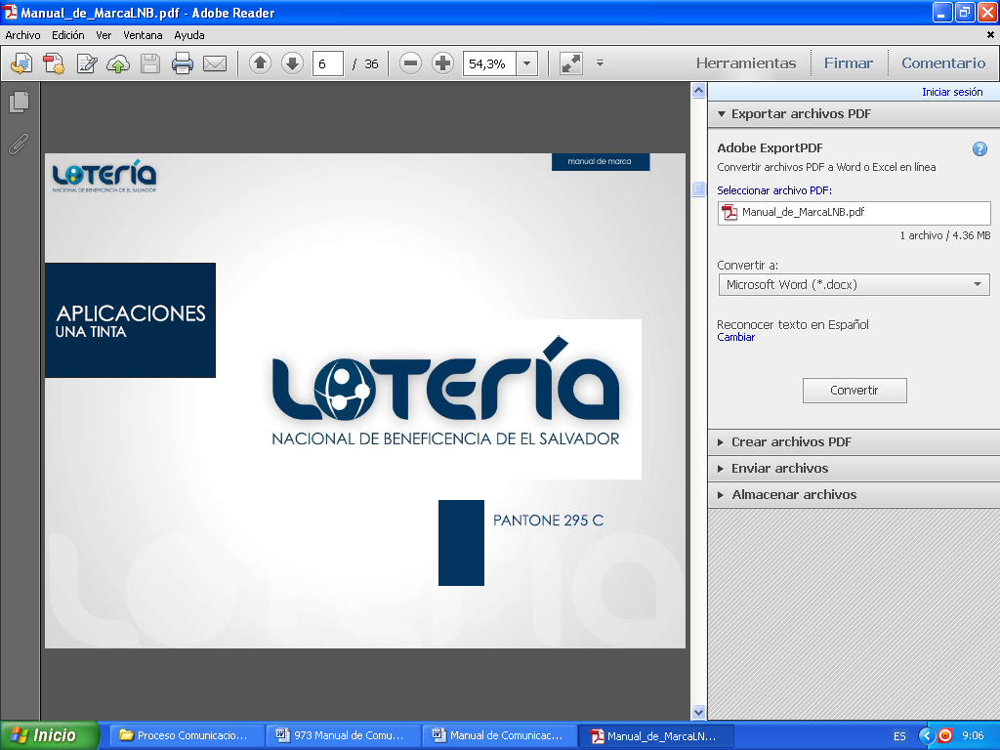 Manual_de_MarcaLNB.pdf - Adobe Reader
Archivo Edición Ver Ventana Ayuda
6 / 36 54,3% Herramientas Firmar Comentario
Iniciar sesión
Exportar archivos PDF
Adobe ExportPDF
Convertir archivos PDF a Word o Excel en línea
Seleccionar archivo PDF:
Manual_de_MarcaLNB.pdf
1 archivo / 4.36 MB
Convertir a:
Microsoft Word (*.docx)
Reconocer texto en Español
Cambiar
Convertir
Crear archivos PDF
Enviar archivos
Almacenar archivos
LOTERÍA
NACIONAL DE BENEFICENCIA DE EL SALVADOR
manual de marca
APLICACIONES
UNA TINTA
LOTERÍA
NACIONAL DE BENEFICENCIA DE EL SALVADOR
PANTONE 295 C
LOTERÍA
Inicio Proceso Comunicacio... 973 Manual de Comu... Manual de Comunicac... Manual_de_MarcaLN... ES 9:06